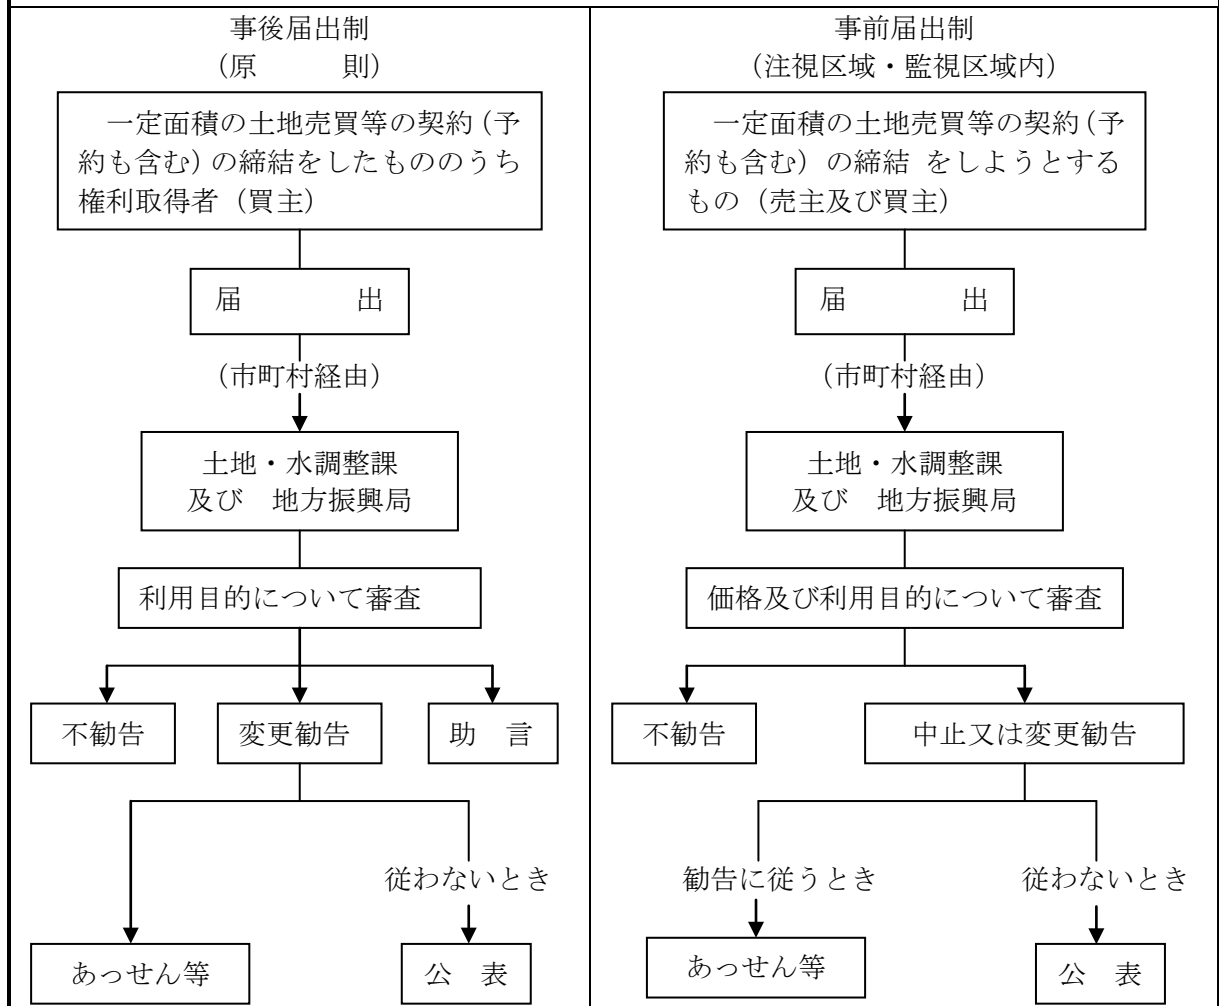 事後届出制
（原　　　則）
一定面積の土地売買等の契約（予
約も含む）の締結をしたもののうち
権利取得者（買主）
届　　　出
（市町村経由）
土地・水調整課
及び　地方振興局
利用目的について審査
不勧告
変更勧告
助　言
従わないとき
あっせん等
公　表
事前届出制
（注視区域・監視区域内）
一定面積の土地売買等の契約（予
約も含む）の締結 をしようとする
もの（売主及び買主）
届　　　出
（市町村経由）
土地・水調整課
及び　地方振興局
価格及び利用目的について審査
不勧告
中止又は変更勧告
勧告に従うとき
従わないとき
あっせん等
公　表